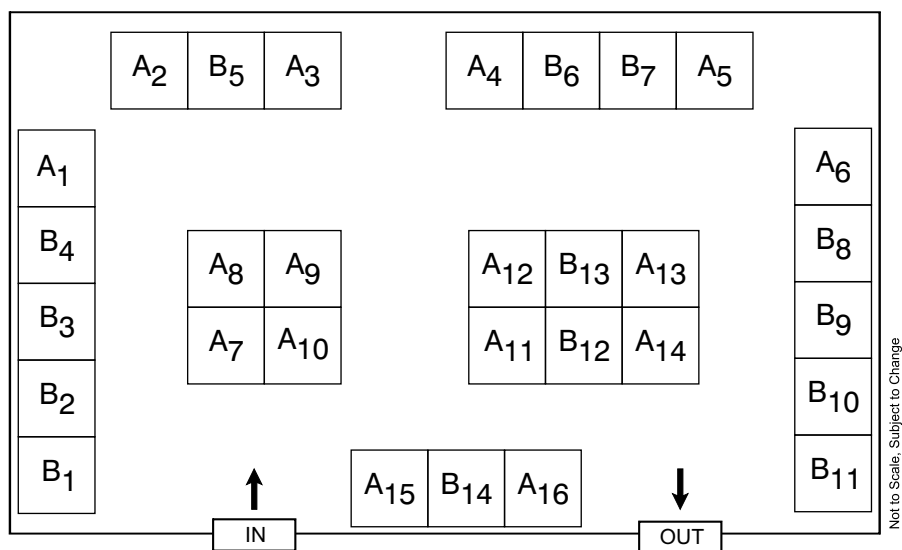 A2 B5 A3 A4 B6 B7 A5
A1 A6
B4 A8 A9 A12 B13 A13 B8
B3 A7 A10 A11 B12 A14 B9
B2 B10
B1 A15 B14 A16 B11
IN OUT
Not to Scale, Subject to Change